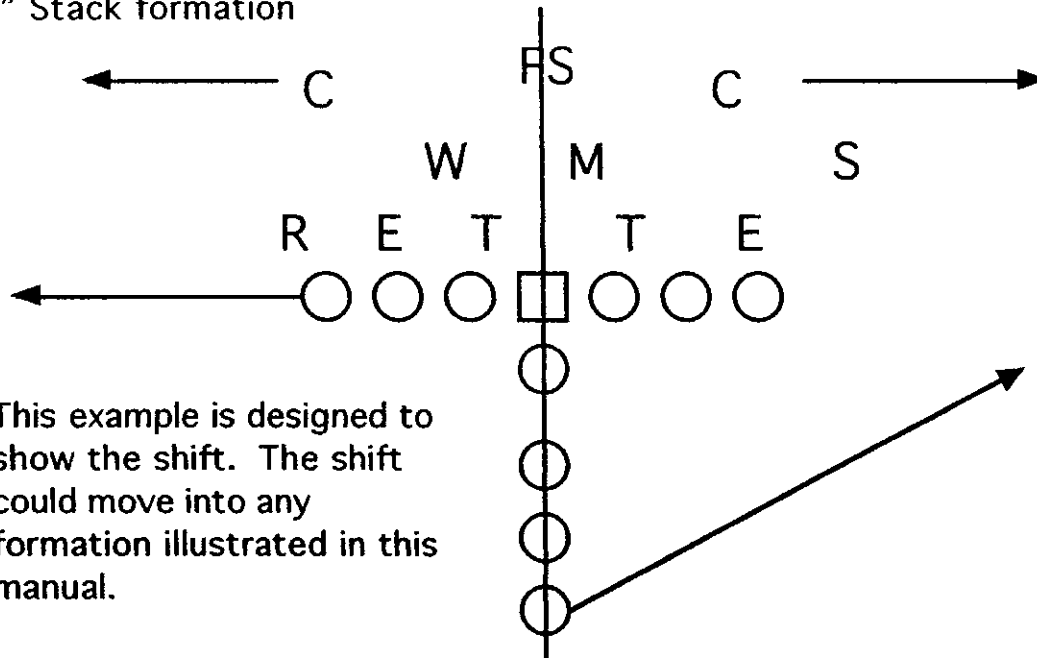 " Stack formation
FS
C C
W M S
R E T T E
This example is designed to
show the shift. The shift
could move into any
formation illustrated in this
manual.